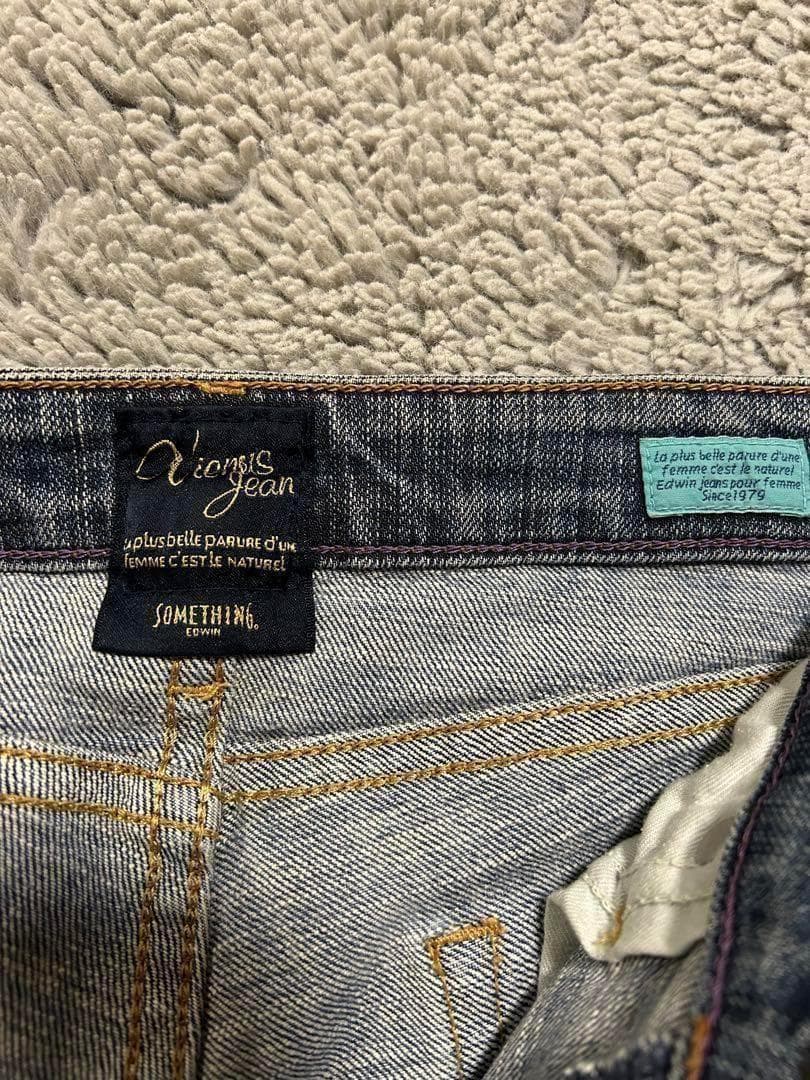 Vionsis
Jean
La plus belle parure d'une
femme c'est le naturel
SOMETHING.
EDWIN
La plus belle parure d'une
femme c'est le naturel
Edwin jeans pour femme
Since1979